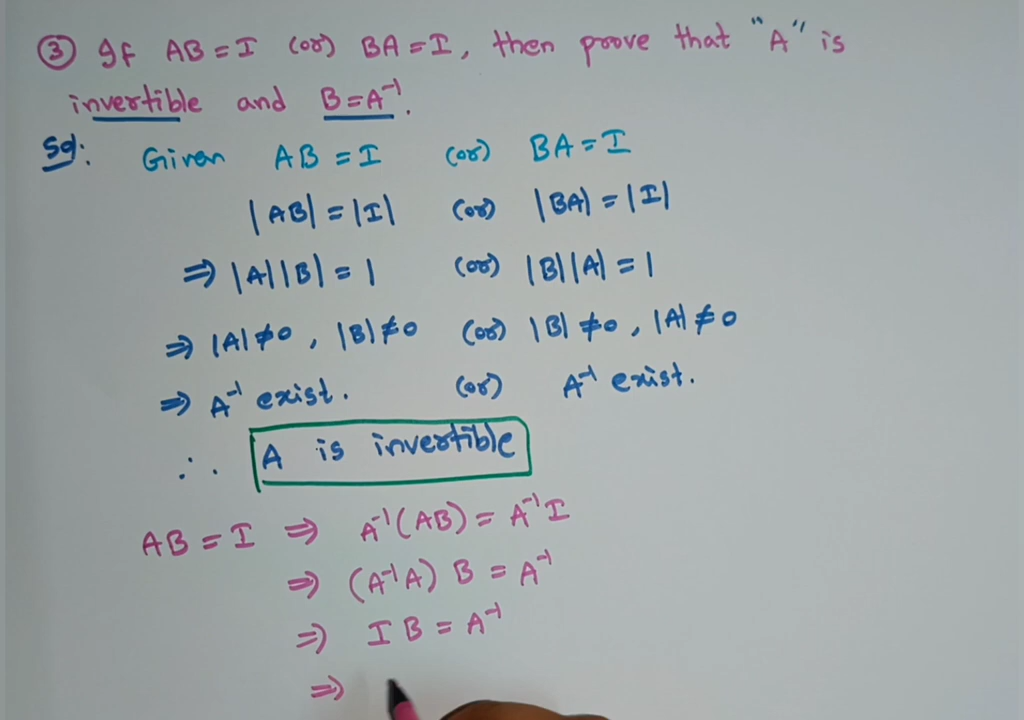 ③ If AB = I (or) BA = I, then prove that "A" is
invertible and B = A⁻¹.
Sol: Given AB = I (or) BA = I
|AB| = |I| (or) |BA| = |I|
⇒ |A||B| = 1 (or) |B||A| = 1
⇒ |A| ≠ 0, |B| ≠ 0 (or) |B| ≠ 0, |A| ≠ 0
⇒ A⁻¹ exist. (or) A⁻¹ exist.
∴ A is invertible
AB = I ⇒ A⁻¹(AB) = A⁻¹I
⇒ (A⁻¹A) B = A⁻¹
⇒ I B = A⁻¹
⇒